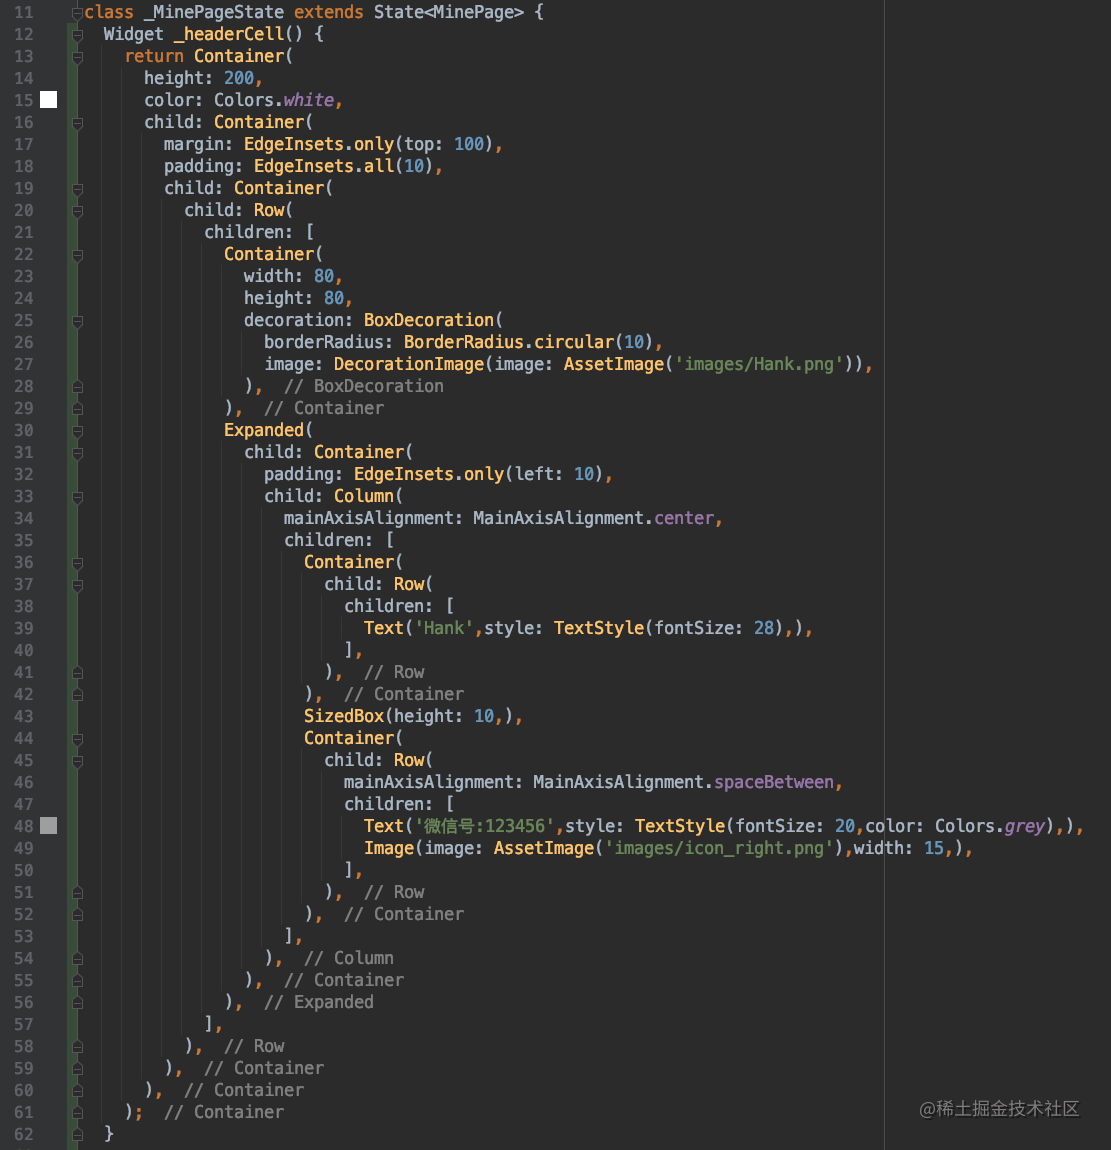 11 class _MinePageState extends State<MinePage> {
12   Widget _headerCell() {
13     return Container(
14       height: 200,
15       color: Colors.white,
16       child: Container(
17         margin: EdgeInsets.only(top: 100),
18         padding: EdgeInsets.all(10),
19         child: Container(
20           child: Row(
21             children: [
22               Container(
23                 width: 80,
24                 height: 80,
25                 decoration: BoxDecoration(
26                   borderRadius: BorderRadius.circular(10),
27                   image: DecorationImage(image: AssetImage('images/Hank.png')),
28                 ),  // BoxDecoration
29               ),  // Container
30               Expanded(
31                 child: Container(
32                   padding: EdgeInsets.only(left: 10),
33                   child: Column(
34                     mainAxisAlignment: MainAxisAlignment.center,
35                     children: [
36                       Container(
37                         child: Row(
38                           children: [
39                             Text('Hank',style: TextStyle(fontSize: 28),),
40                           ],
41                         ),  // Row
42                       ),  // Container
43                       SizedBox(height: 10,),
44                       Container(
45                         child: Row(
46                           mainAxisAlignment: MainAxisAlignment.spaceBetween,
47                           children: [
48                             Text('微信号:123456',style: TextStyle(fontSize: 20,color: Colors.grey),),
49                             Image(image: AssetImage('images/icon_right.png'),width: 15,),
50                           ],
51                         ),  // Row
52                       ),  // Container
53                     ],
54                   ),  // Column
55                 ),  // Container
56               ),  // Expanded
57             ],
58           ),  // Row
59         ),  // Container
60       ),  // Container
61     );  // Container
62   }
@稀土掘金技术社区